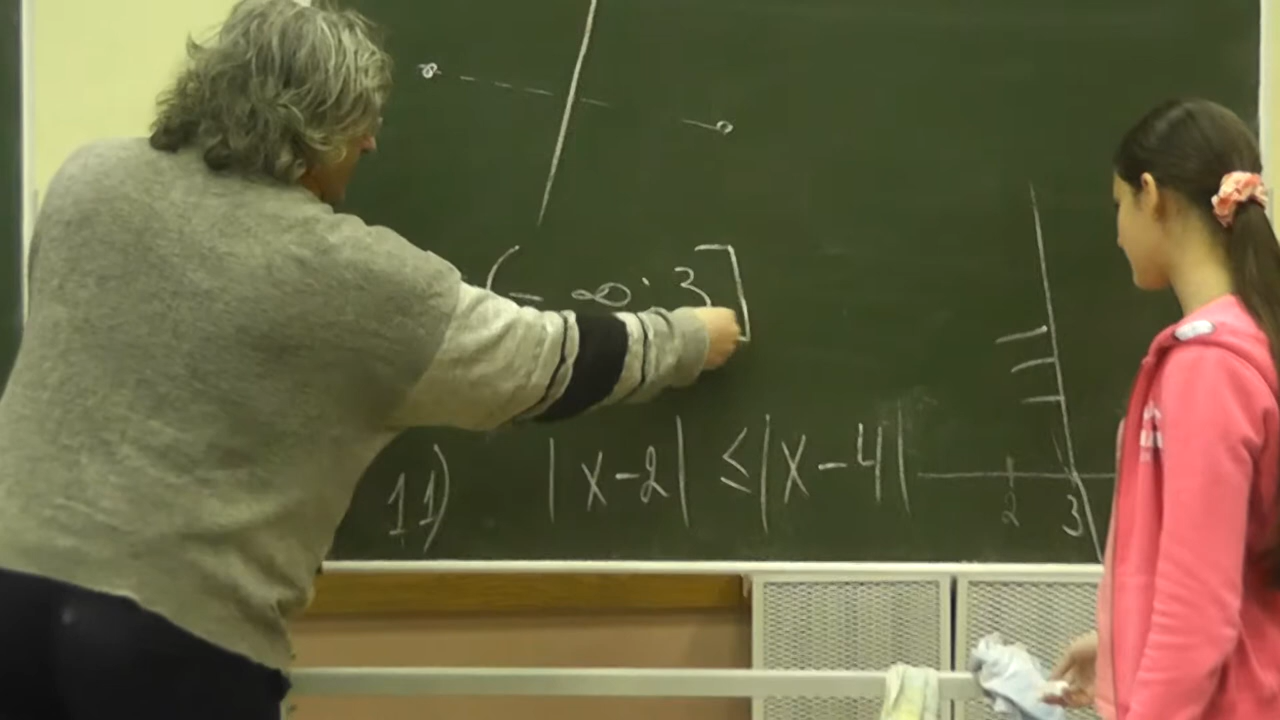 (-∞; 3]
11) |x-2| ≤ |x-4|
2 3